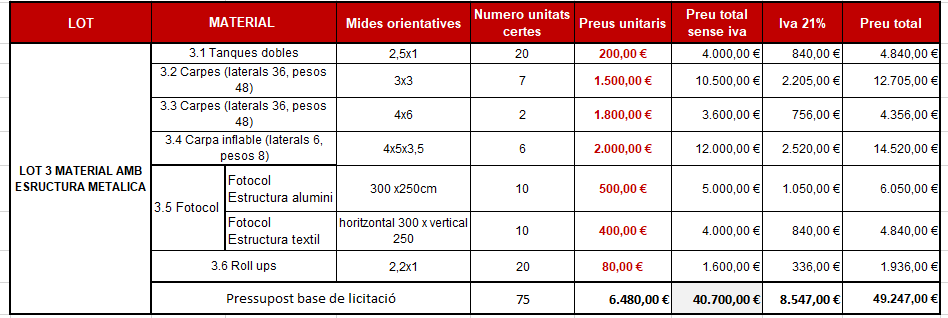 LOT MATERIAL Mides orientatives Numero unitats certes Preus unitaris Preu total sense iva Iva 21% Preu total
LOT 3 MATERIAL AMB ESRUCTURA METALICA
3.1 Tanques dobles 2,5x1 20 200,00 € 4.000,00 € 840,00 € 4.840,00 €
3.2 Carpes (laterals 36, pesos 48) 3x3 7 1.500,00 € 10.500,00 € 2.205,00 € 12.705,00 €
3.3 Carpes (laterals 36, pesos 48) 4x6 2 1.800,00 € 3.600,00 € 756,00 € 4.356,00 €
3.4 Carpa inflable (laterals 6, pesos 8) 4x5x3,5 6 2.000,00 € 12.000,00 € 2.520,00 € 14.520,00 €
3.5 Fotocol Fotocol Estructura alumini 300 x250cm 10 500,00 € 5.000,00 € 1.050,00 € 6.050,00 €
Fotocol Estructura textil horitzontal 300 x vertical 250 10 400,00 € 4.000,00 € 840,00 € 4.840,00 €
3.6 Roll ups 2,2x1 20 80,00 € 1.600,00 € 336,00 € 1.936,00 €
Pressupost base de licitació 75 6.480,00 € 40.700,00 € 8.547,00 € 49.247,00 €